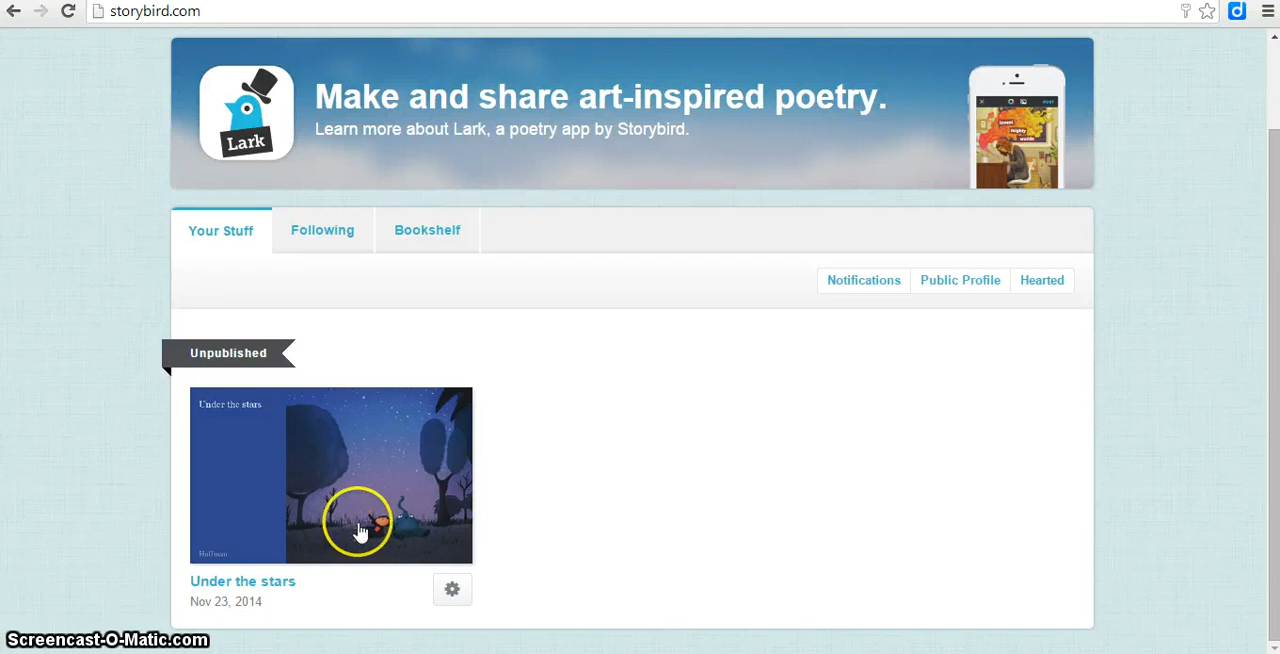 storybird.com
Make and share art-inspired poetry.
Learn more about Lark, a poetry app by Storybird.
Lark
Your Stuff
Following
Bookshelf
Notifications
Public Profile
Hearted
Unpublished
Under the stars
Hoffman
Under the stars
Nov 23, 2014
Screencast-O-Matic.com